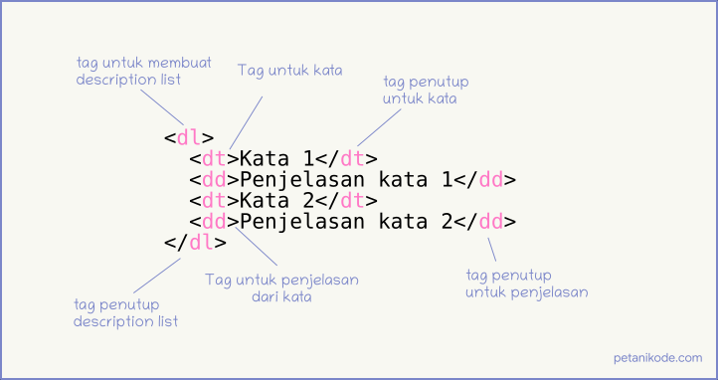 tag untuk membuat
description list
Tag untuk kata
tag penutup
untuk kata
<dl>
<dt>Kata 1</dt>
<dd>Penjelasan kata 1</dd>
<dt>Kata 2</dt>
<dd>Penjelasan kata 2</dd>
</dl>
Tag untuk penjelasan
dari kata
tag penutup
untuk penjelasan
tag penutup
description list
petanikode.com